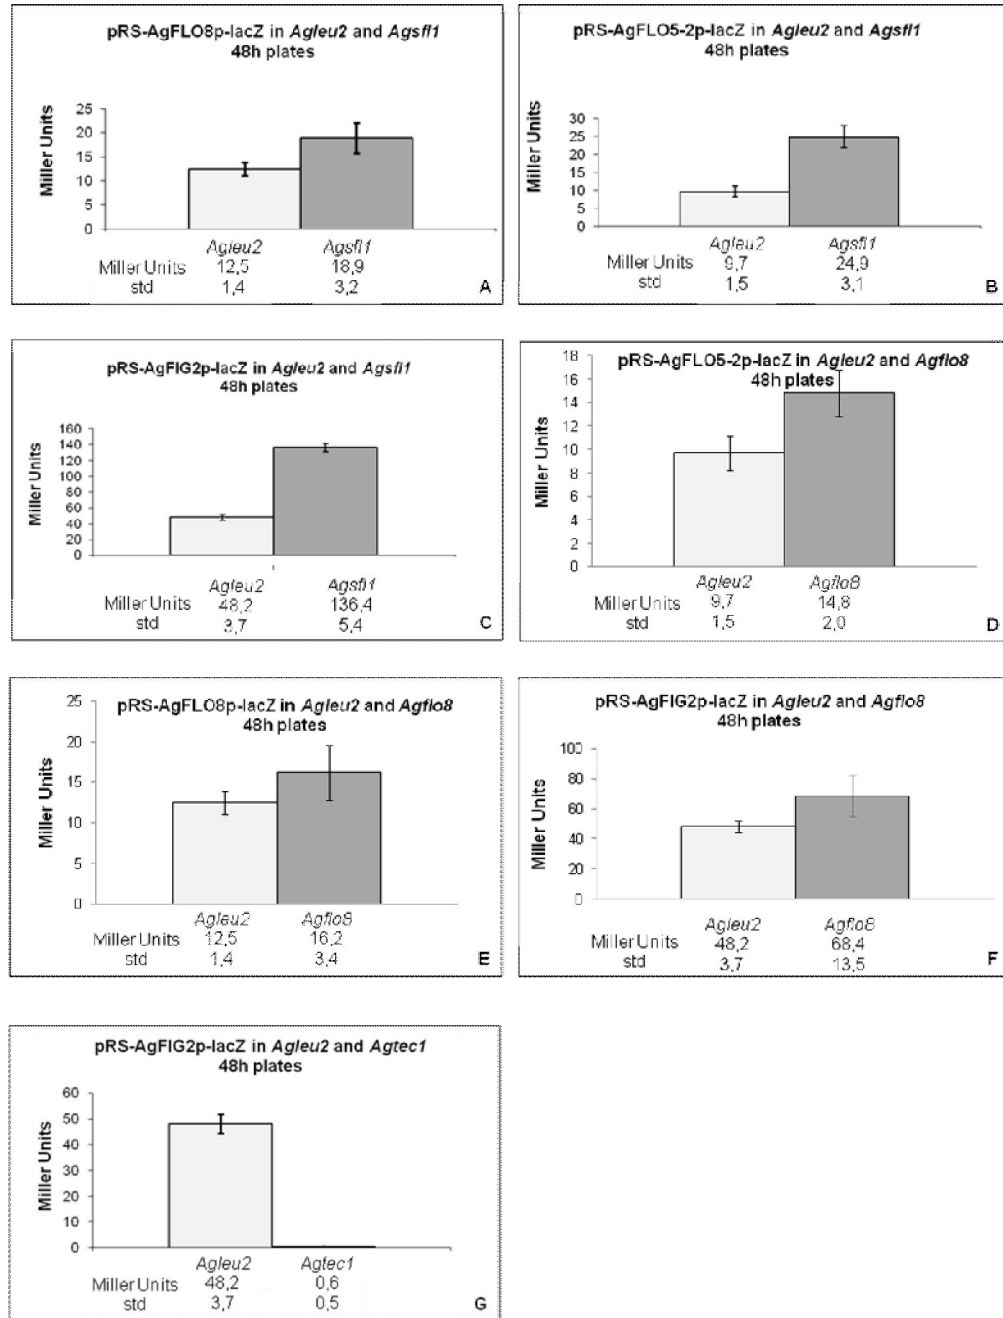 pRS-AgFLO8p-lacZ in Agleu2 and Agsfl1
48h plates
Miller Units
25
20
15
10
5
0
Agleu2 Agsfl1
Miller Units 12,5 18,9
std 1,4 3,2
A
pRS-AgFLO5-2p-lacZ in Agleu2 and Agsfl1
48h plates
Miller Units
30
25
20
15
10
5
0
Agleu2 Agsfl1
Miller Units 9,7 24,9
std 1,5 3,1
B
pRS-AgFIG2p-lacZ in Agleu2 and Agsfl1
48h plates
Miller Units
160
140
120
100
80
60
40
20
0
Agleu2 Agsfl1
Miller Units 48,2 136,4
std 3,7 5,4
C
pRS-AgFLO5-2p-lacZ in Agleu2 and Agflo8
48h plates
Miller Units
18
16
14
12
10
8
6
4
2
0
Agleu2 Agflo8
Miller Units 9,7 14,8
std 1,5 2,0
D
pRS-AgFLO8p-lacZ in Agleu2 and Agflo8
48h plates
Miller Units
25
20
15
10
5
0
Agleu2 Agflo8
Miller Units 12,5 16,2
std 1,4 3,4
E
pRS-AgFIG2p-lacZ in Agleu2 and Agflo8
48h plates
Miller Units
100
80
60
40
20
0
Agleu2 Agflo8
Miller Units 48,2 68,4
std 3,7 13,5
F
pRS-AgFIG2p-lacZ in Agleu2 and Agtec1
48h plates
Miller Units
60
50
40
30
20
10
0
Agleu2 Agtec1
Miller Units 48,2 0,6
std 3,7 0,5
G